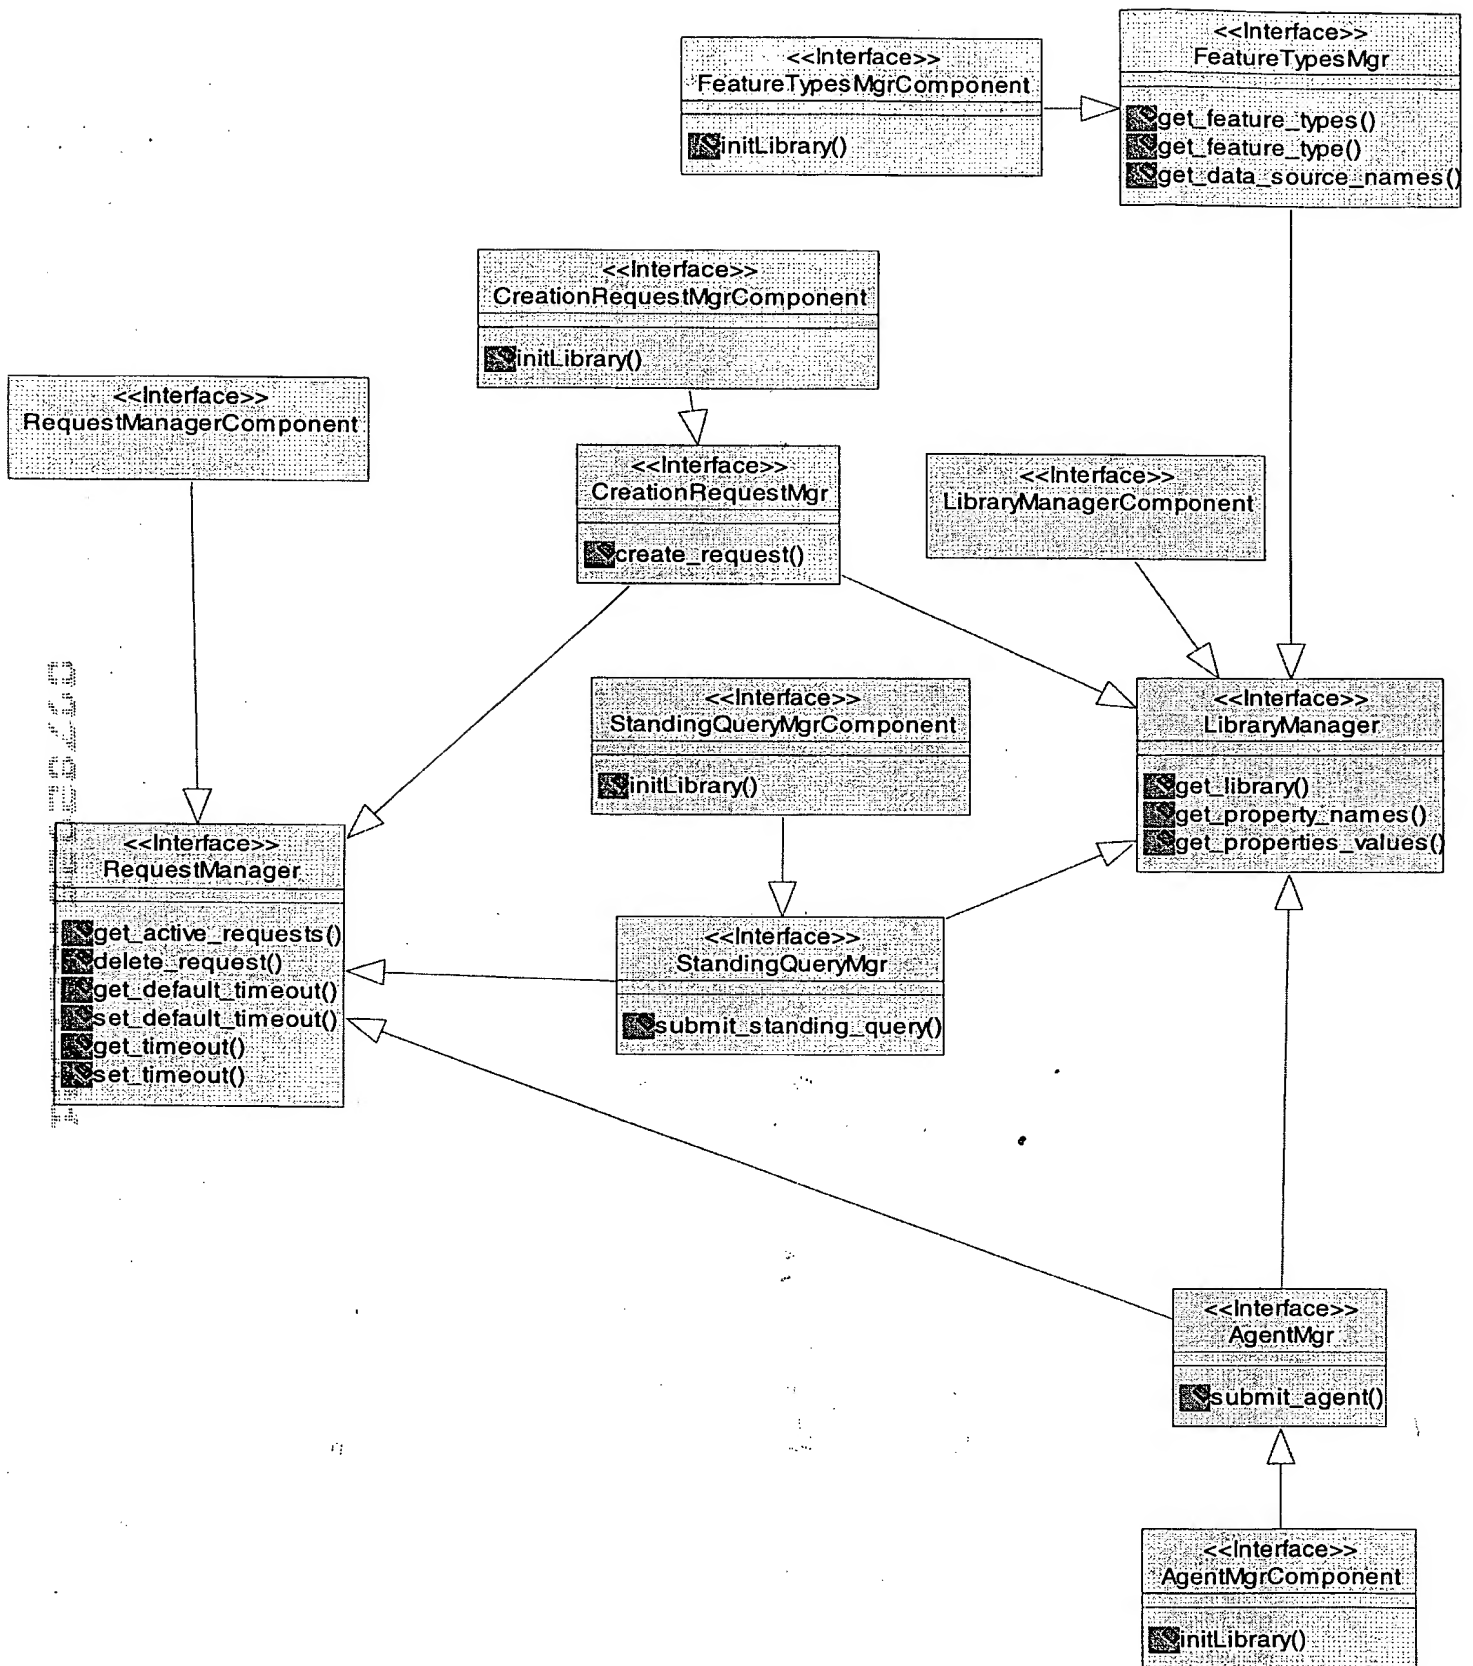 <<Interface>>
FeatureTypesMgr
get_feature_types()
get_feature_type()
get_data_source_names()
<<Interface>>
FeatureTypesMgrComponent
initLibrary()
<<Interface>>
CreationRequestMgrComponent
initLibrary()
<<Interface>>
RequestManagerComponent
<<Interface>>
CreationRequestMgr
create_request()
<<Interface>>
LibraryManagerComponent
<<Interface>>
StandingQueryMgrComponent
initLibrary()
<<Interface>>
LibraryManager
get_library()
get_property_names()
get_properties_values()
<<Interface>>
RequestManager
get_active_requests()
delete_request()
get_default_timeout()
set_default_timeout()
get_timeout()
set_timeout()
<<Interface>>
StandingQueryMgr
submit_standing_query()
<<Interface>>
AgentMgr
submit_agent()
<<Interface>>
AgentMgrComponent
initLibrary()